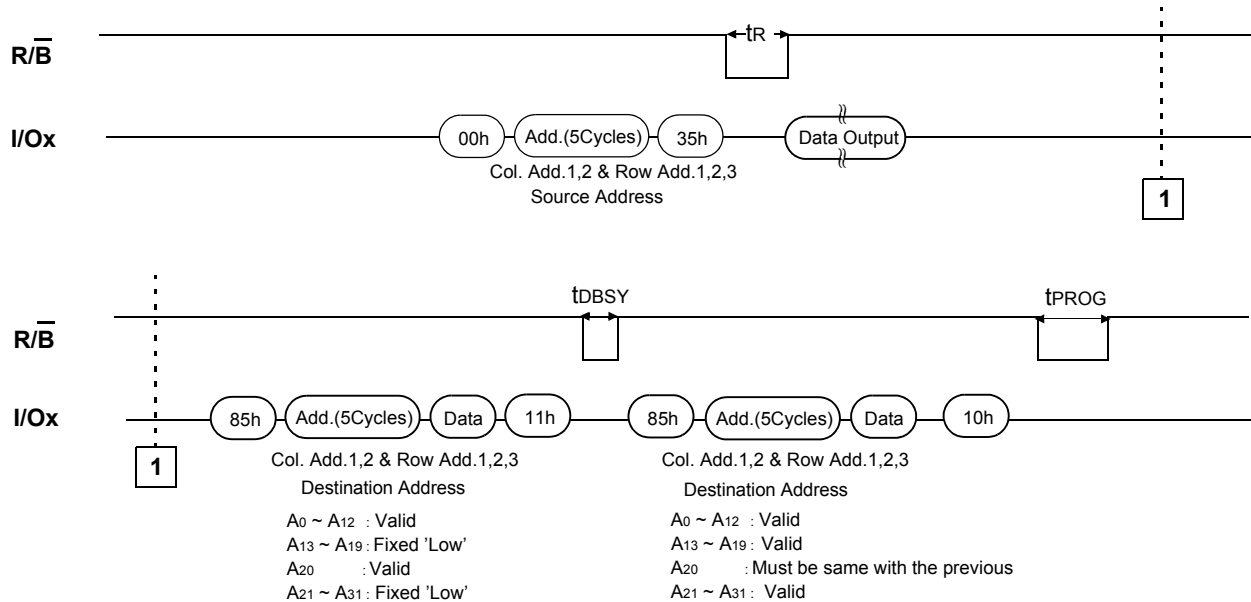 R/B tR
I/Ox 00h Add.(5Cycles) 35h Data Output
Col. Add.1,2 & Row Add.1,2,3
Source Address
1
R/B tDBSY tPROG
I/Ox 85h Add.(5Cycles) Data 11h 85h Add.(5Cycles) Data 10h
1
Col. Add.1,2 & Row Add.1,2,3
Destination Address
A0 ~ A12 : Valid
A13 ~ A19 : Fixed 'Low'
A20 : Valid
A21 ~ A31 : Fixed 'Low'
Col. Add.1,2 & Row Add.1,2,3
Destination Address
A0 ~ A12 : Valid
A13 ~ A19 : Valid
A20 : Must be same with the previous
A21 ~ A31 : Valid